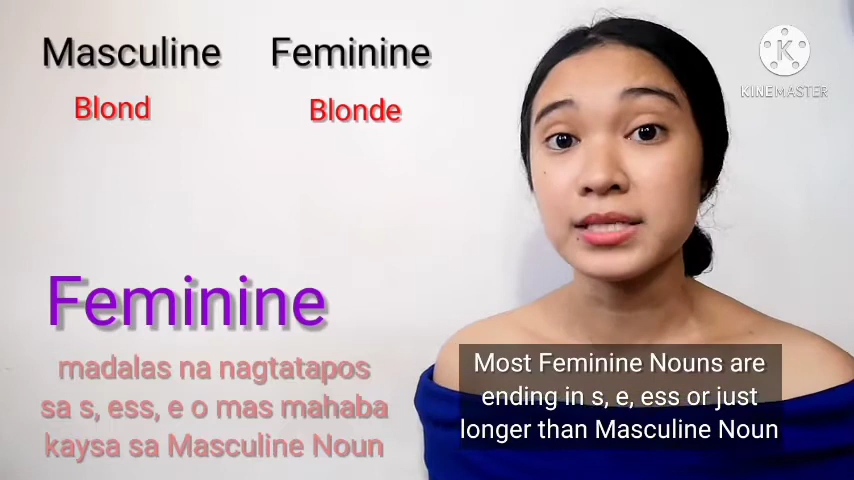 Masculine Feminine
Blond Blonde
KINEMASTER
Feminine
madalas na nagtatapos
sa s, ess, e o mas mahaba
kaysa sa Masculine Noun
Most Feminine Nouns are
ending in s, e, ess or just
longer than Masculine Noun